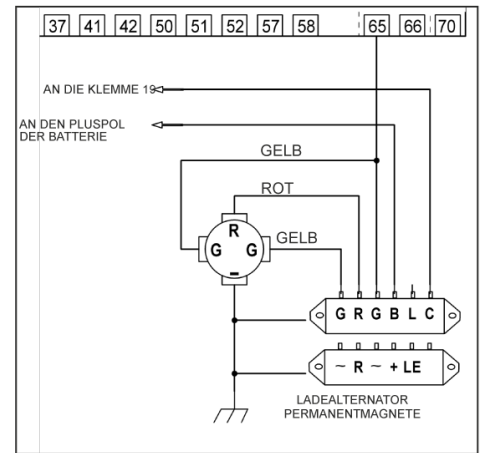 37 41 42 50 51 52 57 58 65 66 70
AN DIE KLEMME 19
AN DEN PLUSPOL
DER BATTERIE
GELB
ROT
R
G G
GELB
-
G R G B L C
~ R ~ + LE
LADEALTERNATOR
PERMANENTMAGNETE